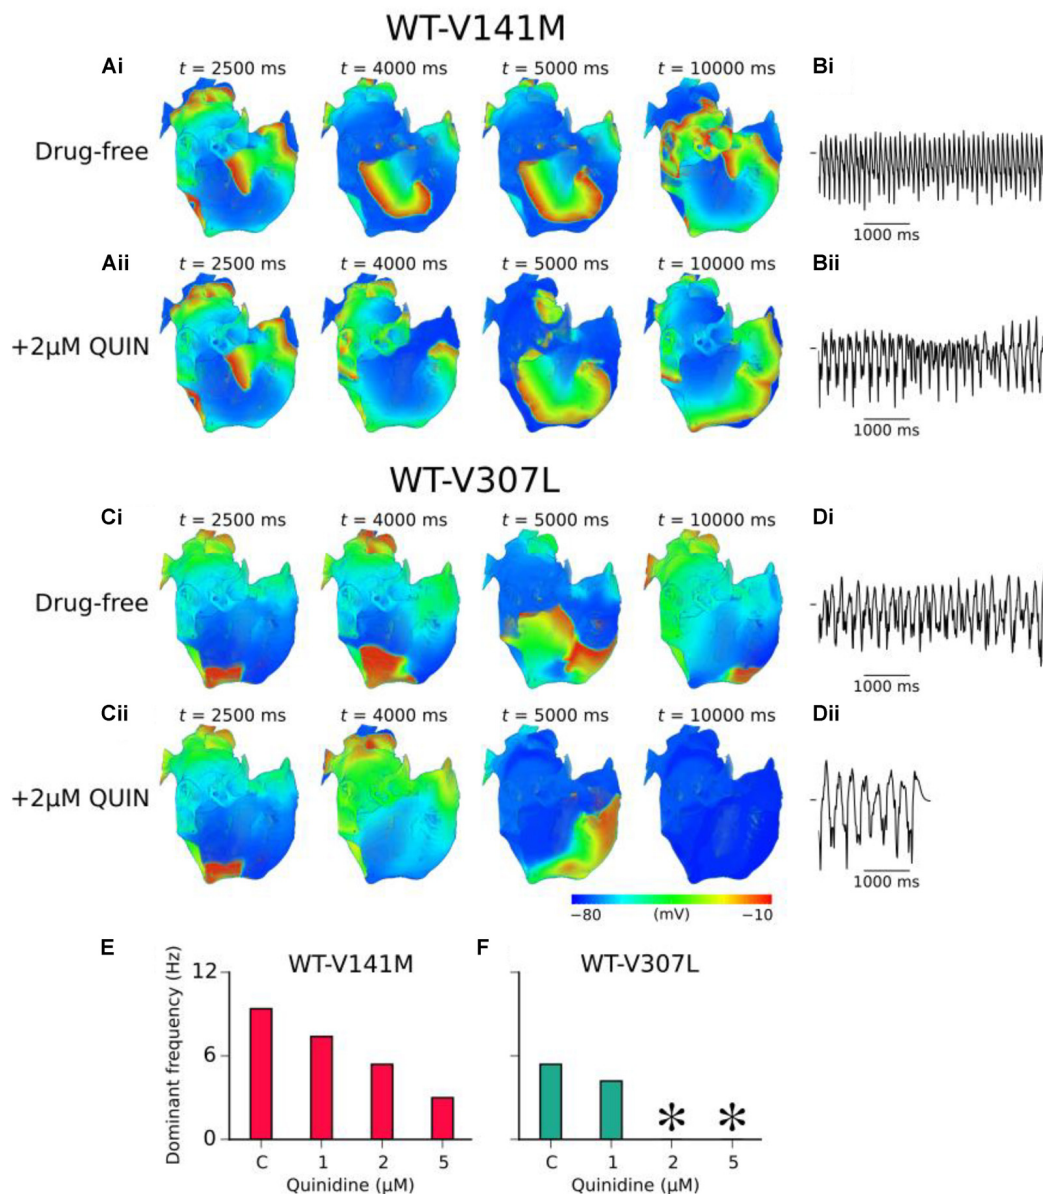 WT-V141M
Ai
t = 2500 ms t = 4000 ms t = 5000 ms t = 10000 ms
Bi
Drug-free
1000 ms
Aii
t = 2500 ms t = 4000 ms t = 5000 ms t = 10000 ms
Bii
+2µM QUIN
1000 ms
WT-V307L
Ci
t = 2500 ms t = 4000 ms t = 5000 ms t = 10000 ms
Di
Drug-free
1000 ms
Cii
t = 2500 ms t = 4000 ms t = 5000 ms t = 10000 ms
Dii
+2µM QUIN
1000 ms
−80 (mV) −10
E
WT-V141M
Dominant frequency (Hz)
12
6
0
C 1 2 5
Quinidine (µM)
F
WT-V307L
* *
C 1 2 5
Quinidine (µM)